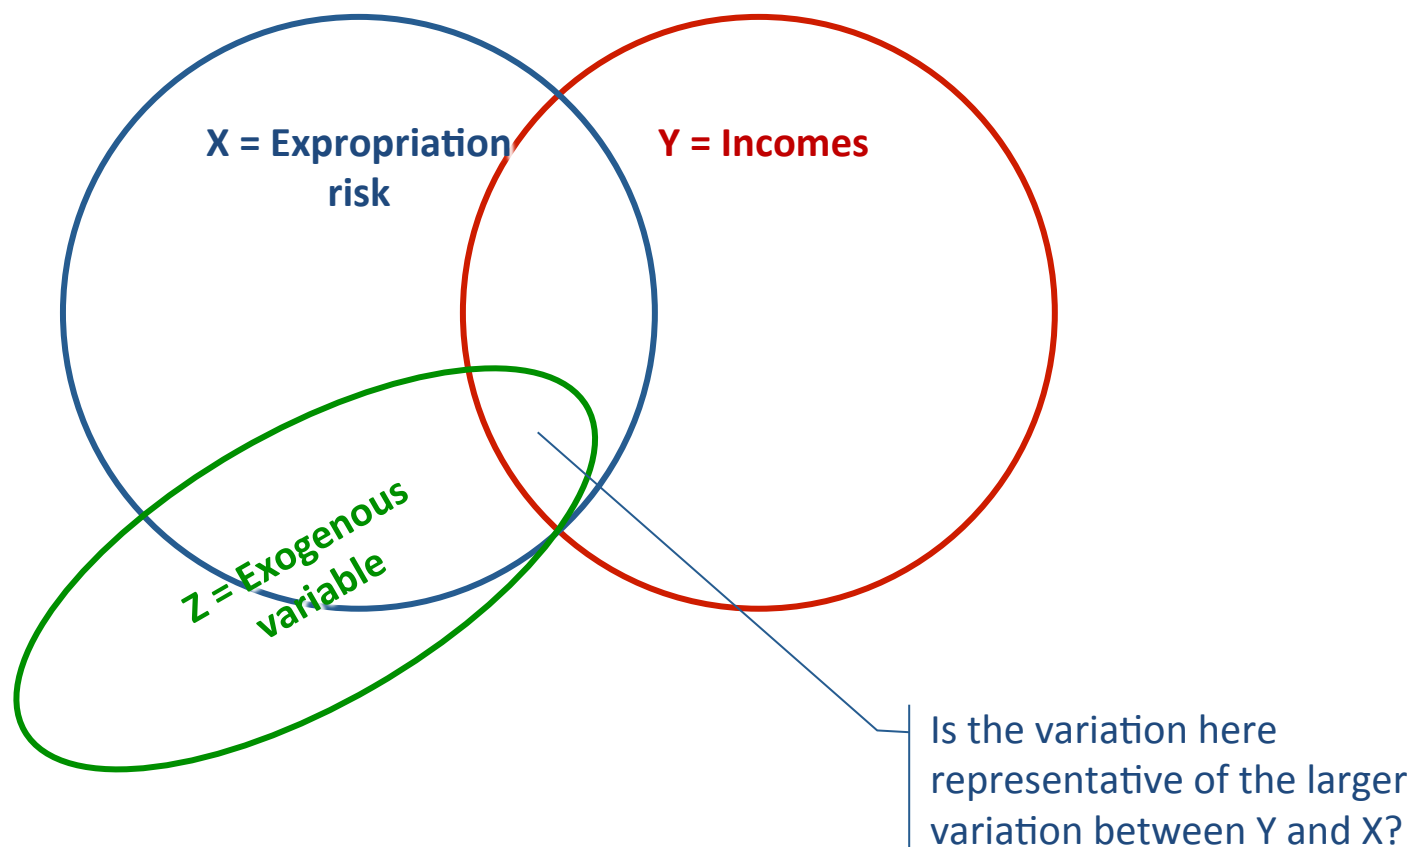 X = Expropriation
risk
Y = Incomes
Z = Exogenous
variable
Is the variation here
representative of the larger
variation between Y and X?